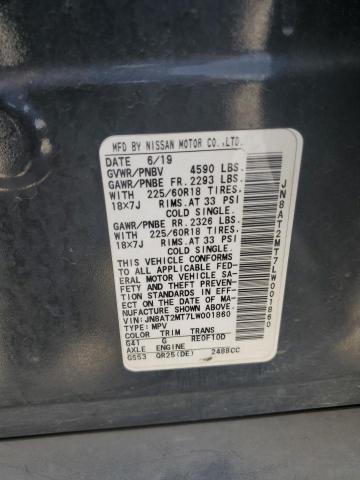 MFD BY NISSAN MOTOR CO.,LTD.
DATE 6/19
GVWR/PNBV 4590 LBS.
GAWR/PNBE FR. 2293 LBS.
WITH 225/60R18 TIRES.
18X7J RIMS.AT 33 PSI
COLD SINGLE.
GAWR/PNBE RR. 2326 LBS.
WITH 225/60R18 TIRES.
18X7J RIMS.AT 33 PSI
COLD SINGLE.
THIS VEHICLE CONFORMS
TO ALL APPLICABLE FED-
ERAL MOTOR VEHICLE SA-
FETY AND THEFT PREVEN-
TION STANDARDS IN EFF-
ECT ON THE DATE OF MA-
NUFACTURE SHOWN ABOVE.
VIN:JN8AT2MT7LW001860
TYPE: MPV
COLOR TRIM TRANS
G41 G RE0F10D
AXLE ENGINE
GS53 QR25(DE) 2488CC
JN8AT2MT7LW001860